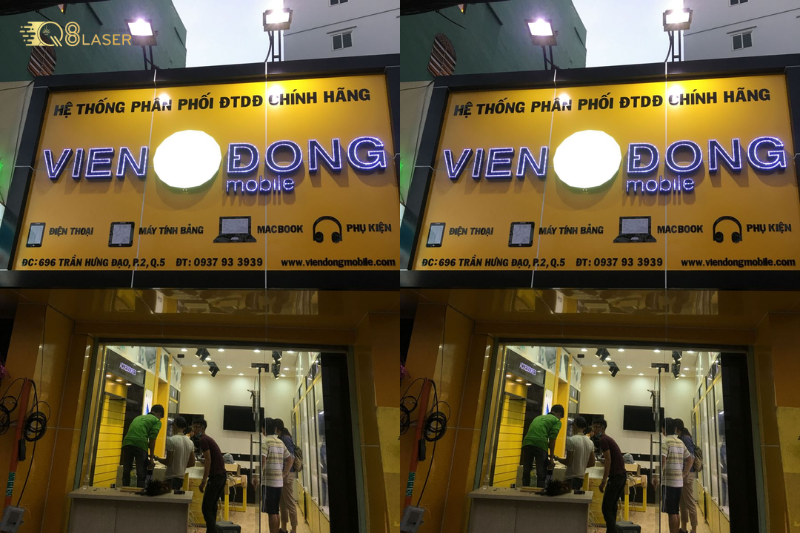 Q8LASER
HỆ THỐNG PHÂN PHỐI ĐTDĐ CHÍNH HÃNG
VIEN ĐONG
mobile
ĐIỆN THOẠI MÁY TÍNH BẢNG MACBOOK PHỤ KIỆN
ĐC: 696 TRẦN HƯNG ĐẠO, P.2, Q.5 ĐT: 0937 93 3939 www.viendongmobile.com
HỆ THỐNG PHÂN PHỐI ĐTDĐ CHÍNH HÃNG
VIEN ĐONG
mobile
ĐIỆN THOẠI MÁY TÍNH BẢNG MACBOOK PHỤ KIỆN
ĐC: 696 TRẦN HƯNG ĐẠO, P.2, Q.5 ĐT: 0937 93 3939 www.viendongmobile.com